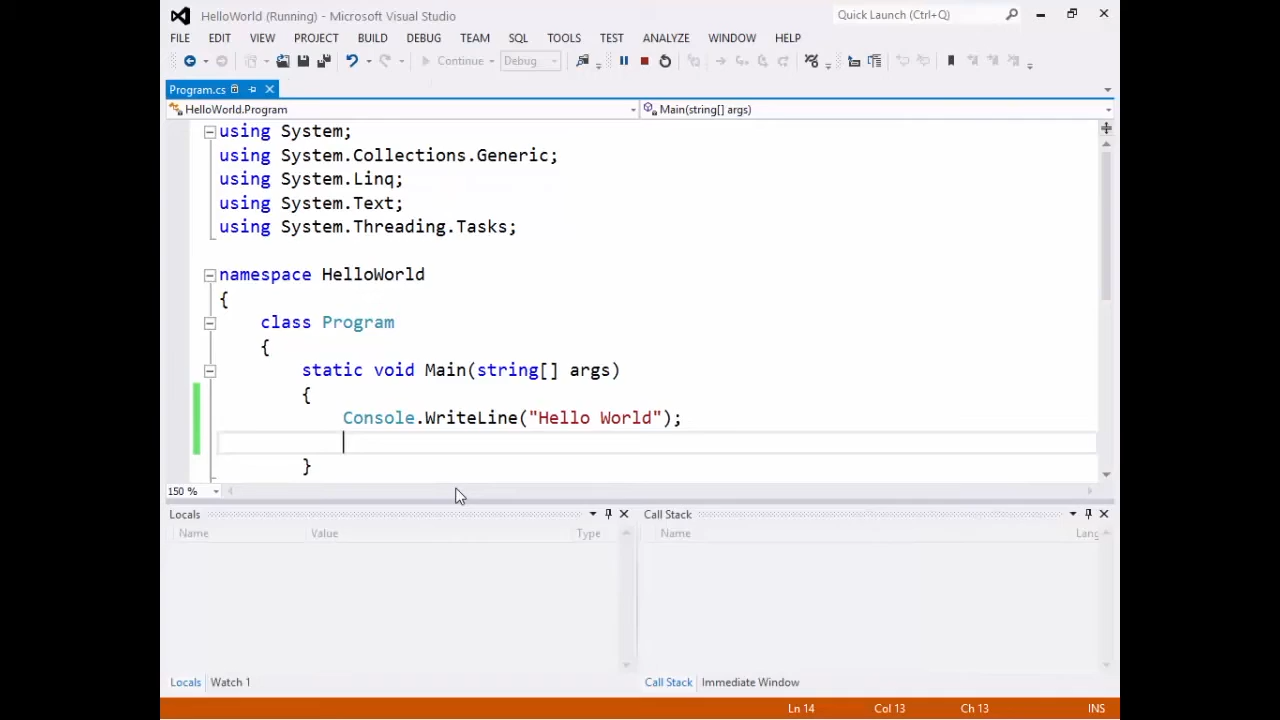 HelloWorld (Running) - Microsoft Visual Studio
Quick Launch (Ctrl+Q)
FILE EDIT VIEW PROJECT BUILD DEBUG TEAM SQL TOOLS TEST ANALYZE WINDOW HELP
Continue Debug
Program.cs
HelloWorld.Program Main(string[] args)
using System;
using System.Collections.Generic;
using System.Linq;
using System.Text;
using System.Threading.Tasks;
namespace HelloWorld
{
class Program
{
static void Main(string[] args)
{
Console.WriteLine("Hello World");
}
150 %
Locals Call Stack
Name Value Type Name Lang
Locals Watch 1 Call Stack Immediate Window
Ln 14 Col 13 Ch 13 INS